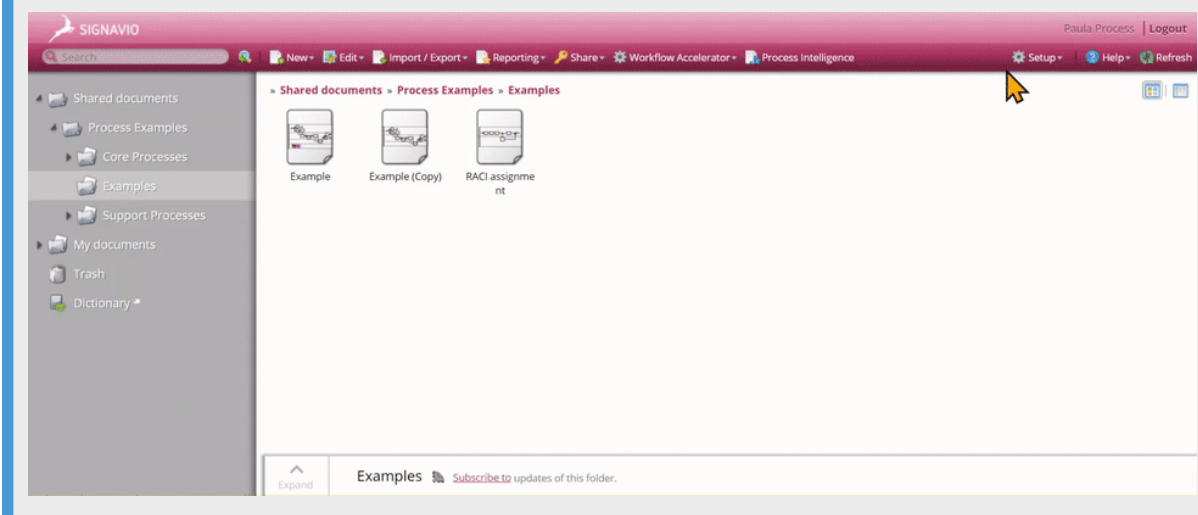 SIGNAVIO
Paula Process | Logout
Search
New Edit Import / Export Reporting Share Workflow Accelerator Process Intelligence Setup Help Refresh
Shared documents
Process Examples
Core Processes
Examples
Support Processes
My documents
Trash
Dictionary
» Shared documents » Process Examples » Examples
Example
Example (Copy)
RACI assignme
nt
Expand
Examples Subscribe to updates of this folder.